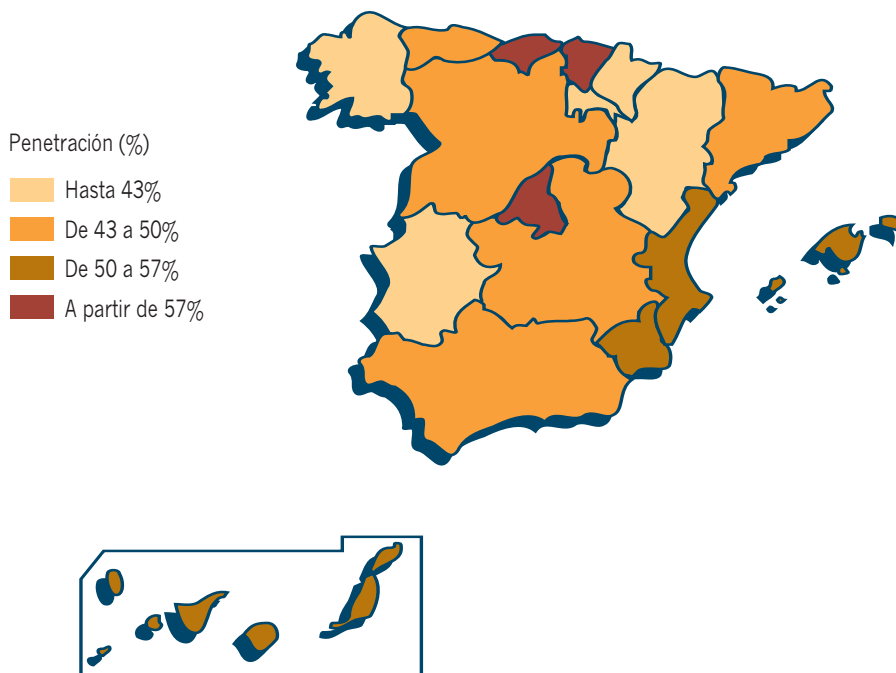 Penetración (%)
Hasta 43%
De 43 a 50%
De 50 a 57%
A partir de 57%